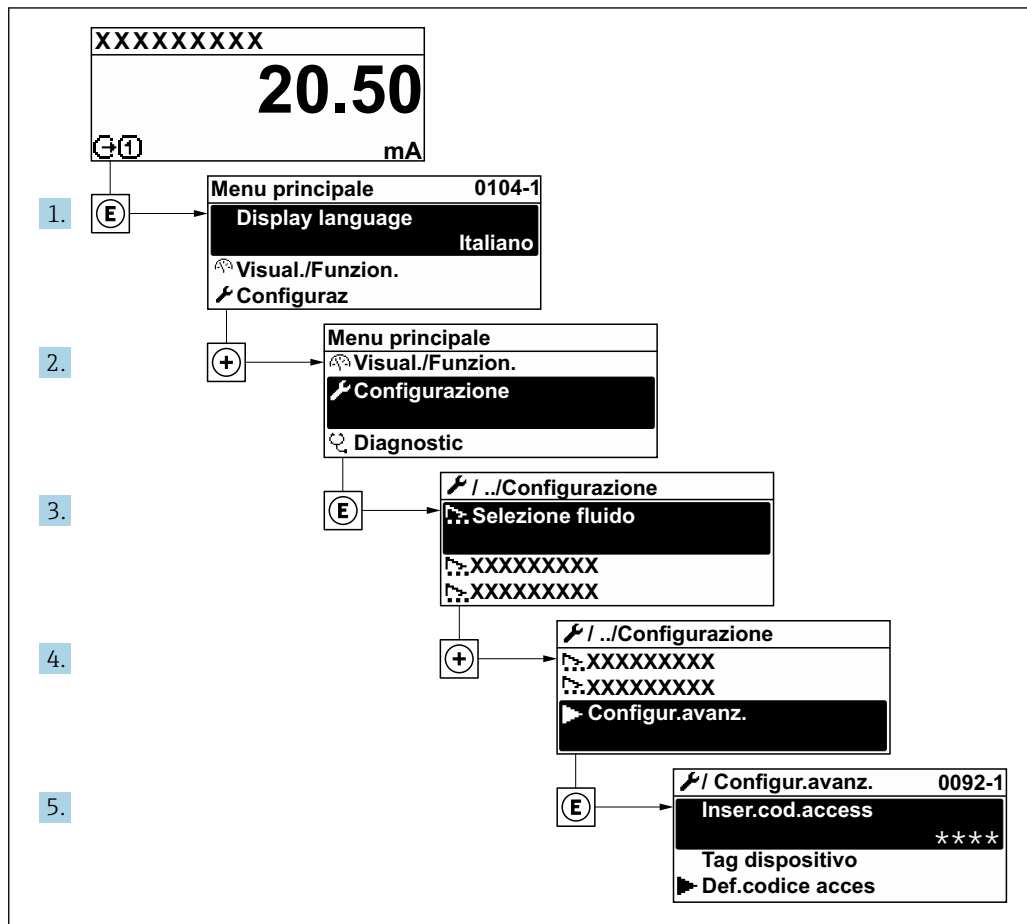 XXXXXXXXX
20.50
1
mA
1.
E
Menu principale 0104-1
Display language
Italiano
Visual./Funzion.
Configuraz
2.
+
Menu principale
Visual./Funzion.
Configurazione
Diagnostic
3.
E
/ ../Configurazione
Selezione fluido
XXXXXXXXX
XXXXXXXXX
4.
+
/ ../Configurazione
XXXXXXXXX
XXXXXXXXX
Configur.avanz.
5.
E
/ Configur.avanz. 0092-1
Inser.cod.access
****
Tag dispositivo
Def.codice acces